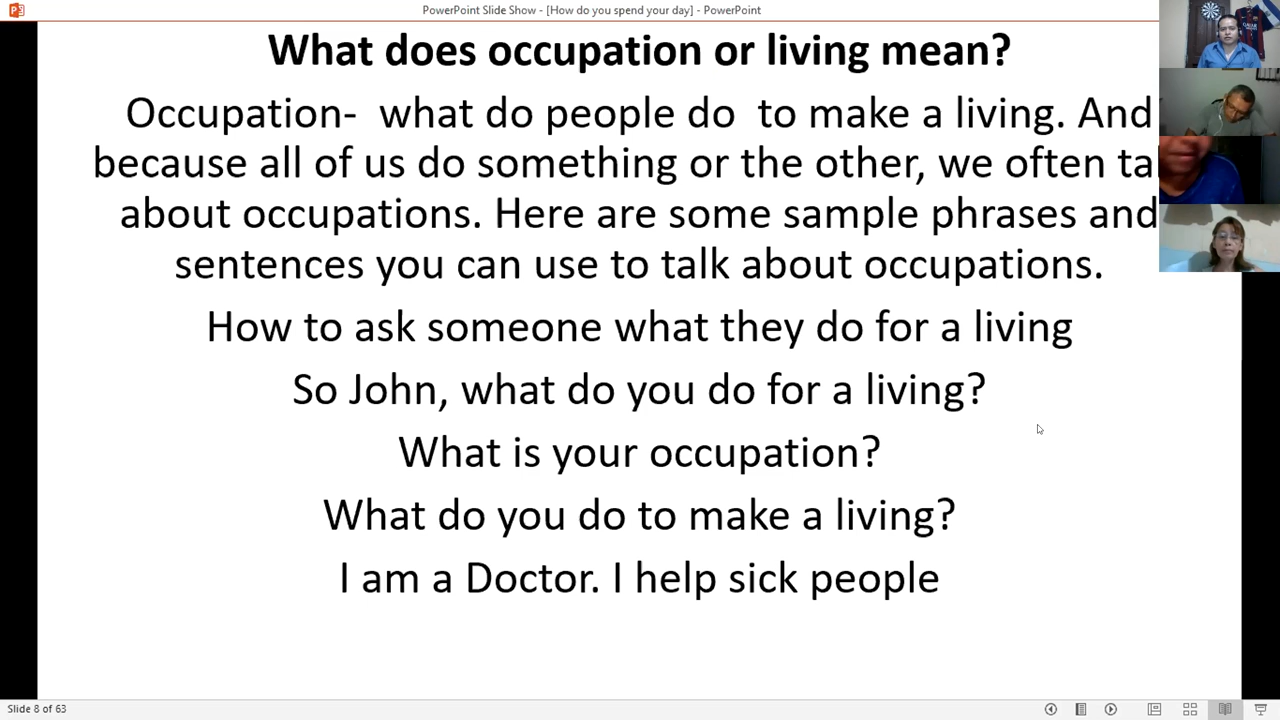 PowerPoint Slide Show - [How do you spend your day] - PowerPoint
What does occupation or living mean?
Occupation- what do people do to make a living. And
because all of us do something or the other, we often
about occupations. Here are some sample phrases and
sentences you can use to talk about occupations.
How to ask someone what they do for a living
So John, what do you do for a living?
What is your occupation?
What do you do to make a living?
I am a Doctor. I help sick people
Slide 8 of 63